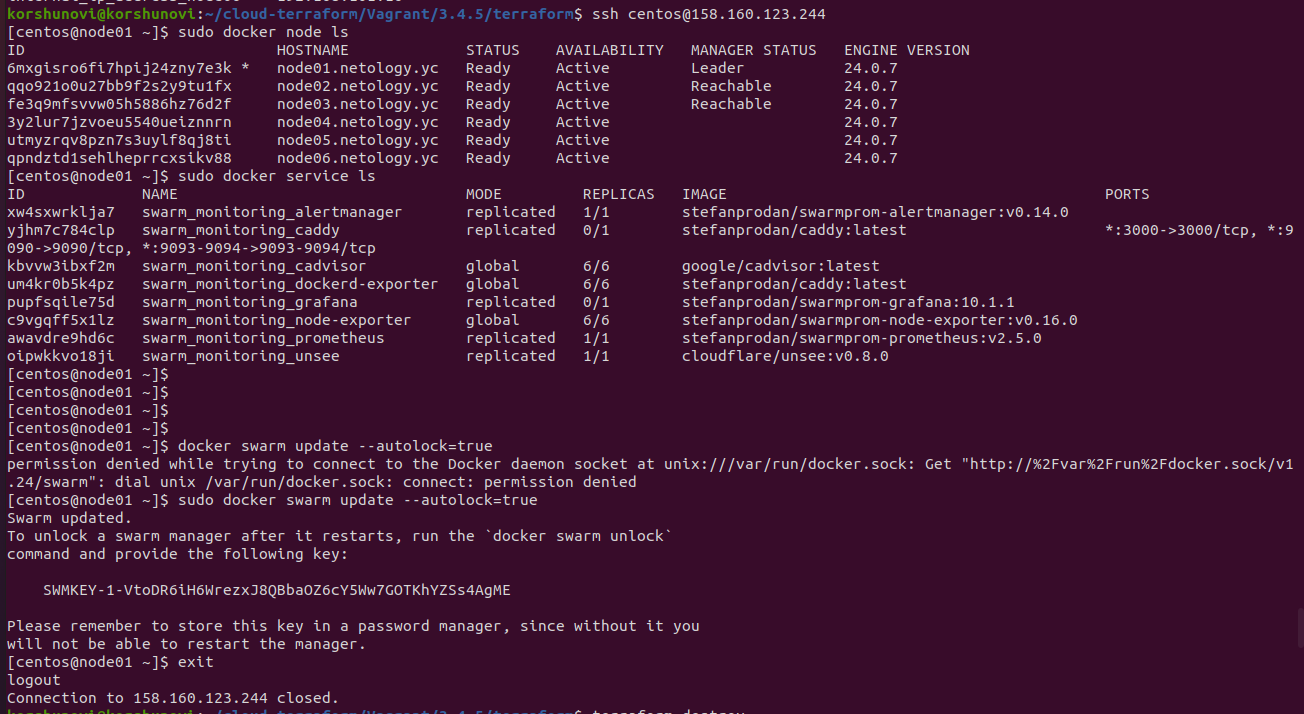 korshunovi@korshunovi:~/cloud-terraform/Vagrant/3.4.5/terraform$ ssh centos@158.160.123.244
[centos@node01 ~]$ sudo docker node ls
ID                            HOSTNAME             STATUS    AVAILABILITY   MANAGER STATUS   ENGINE VERSION
6mxgisro6fi7hpij24zny7e3k *   node01.netology.yc   Ready     Active         Leader           24.0.7
qqo921o0u27bb9f2s2y9tu1fx     node02.netology.yc   Ready     Active         Reachable        24.0.7
fe3q9mfsvvw05h5886hz76d2f     node03.netology.yc   Ready     Active         Reachable        24.0.7
3y2lur7jzvoeu5540ueiznnrn     node04.netology.yc   Ready     Active                          24.0.7
utmyzrqv8pzn7s3uylf8qj8ti     node05.netology.yc   Ready     Active                          24.0.7
qpndztd1sehlheprrcxsikv88     node06.netology.yc   Ready     Active                          24.0.7
[centos@node01 ~]$ sudo docker service ls
ID             NAME                                MODE         REPLICAS   IMAGE                                          PORTS
xw4sxwrklja7   swarm_monitoring_alertmanager       replicated   1/1        stefanprodan/swarmprom-alertmanager:v0.14.0
yjhm7c784clp   swarm_monitoring_caddy              replicated   0/1        stefanprodan/caddy:latest                      *:3000->3000/tcp, *:9
090->9090/tcp, *:9093-9094->9093-9094/tcp
kbvvw3ibxf2m   swarm_monitoring_cadvisor           global       6/6        google/cadvisor:latest
um4kr0b5k4pz   swarm_monitoring_dockerd-exporter   global       6/6        stefanprodan/caddy:latest
pupfsqile75d   swarm_monitoring_grafana            replicated   0/1        stefanprodan/swarmprom-grafana:10.1.1
c9vgqff5x1lz   swarm_monitoring_node-exporter      global       6/6        stefanprodan/swarmprom-node-exporter:v0.16.0
awavdre9hd6c   swarm_monitoring_prometheus         replicated   1/1        stefanprodan/swarmprom-prometheus:v2.5.0
oipwkkvo18ji   swarm_monitoring_unsee              replicated   1/1        cloudflare/unsee:v0.8.0
[centos@node01 ~]$
[centos@node01 ~]$
[centos@node01 ~]$
[centos@node01 ~]$
[centos@node01 ~]$ docker swarm update --autolock=true
permission denied while trying to connect to the Docker daemon socket at unix:///var/run/docker.sock: Get "http://%2Fvar%2Frun%2Fdocker.sock/v1
.24/swarm": dial unix /var/run/docker.sock: connect: permission denied
[centos@node01 ~]$ sudo docker swarm update --autolock=true
Swarm updated.
To unlock a swarm manager after it restarts, run the `docker swarm unlock`
command and provide the following key:
SWMKEY-1-VtoDR6iH6WrezxJ8QBbaOZ6cY5Ww7GOTKhYZSs4AgME
Please remember to store this key in a password manager, since without it you
will not be able to restart the manager.
[centos@node01 ~]$ exit
logout
Connection to 158.160.123.244 closed.
korshunovi@korshunovi:~/cloud-terraform/Vagrant/3.4.5/terraform$ terraform destroy